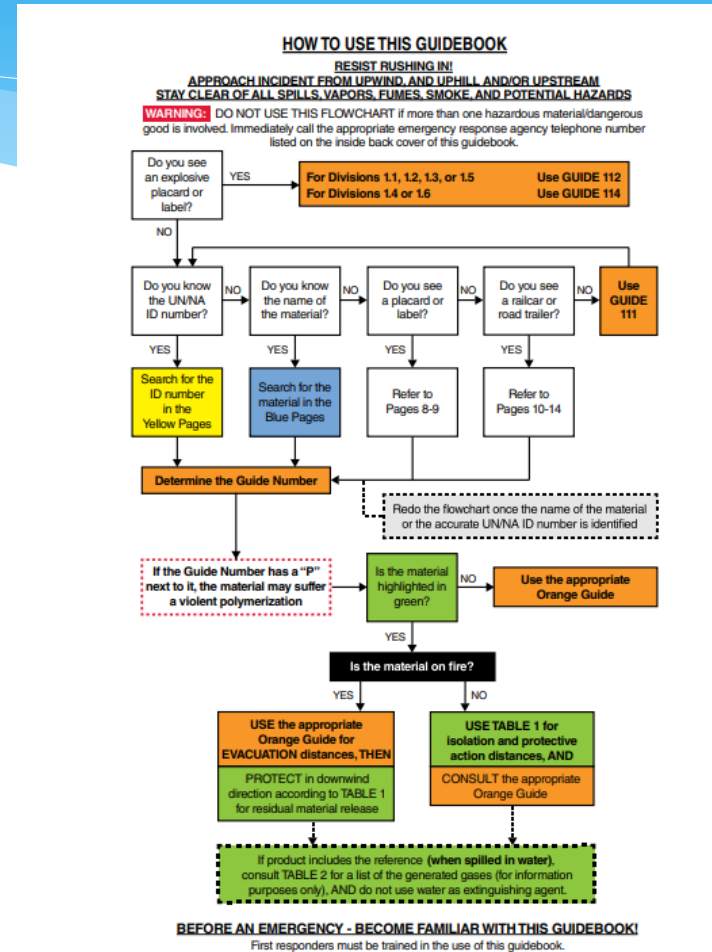 HOW TO USE THIS GUIDEBOOK
RESIST RUSHING IN!
APPROACH INCIDENT FROM UPWIND, AND UPHILL AND/OR UPSTREAM
STAY CLEAR OF ALL SPILLS, VAPORS, FUMES, SMOKE, AND POTENTIAL HAZARDS
WARNING: DO NOT USE THIS FLOWCHART if more than one hazardous material/dangerous
good is involved. Immediately call the appropriate emergency response agency telephone number
listed on the inside back cover of this guidebook.
Do you see
an explosive
placard or
label?
YES
For Divisions 1.1, 1.2, 1.3, or 1.5 Use GUIDE 112
For Divisions 1.4 or 1.6 Use GUIDE 114
NO
Do you know
the UN/NA
ID number?
NO
Do you know
the name of
the material?
NO
Do you see
a placard or
label?
NO
Do you see
a railcar or
road trailer?
NO
Use
GUIDE
111
YES
YES
YES
YES
Search for the
ID number
in the
Yellow Pages
Search for the
material in the
Blue Pages
Refer to
Pages 8-9
Refer to
Pages 10-14
Determine the Guide Number
Redo the flowchart once the name of the material
or the accurate UN/NA ID number is identified
If the Guide Number has a "P"
next to it, the material may suffer
a violent polymerization
Is the material
highlighted in
green?
NO
Use the appropriate
Orange Guide
YES
Is the material on fire?
YES
NO
USE the appropriate
Orange Guide for
EVACUATION distances, THEN
PROTECT in downwind
direction according to TABLE 1
for residual material release
USE TABLE 1 for
isolation and protective
action distances, AND
CONSULT the appropriate
Orange Guide
If product includes the reference (when spilled in water),
consult TABLE 2 for a list of the generated gases (for information
purposes only), AND do not use water as extinguishing agent.
BEFORE AN EMERGENCY - BECOME FAMILIAR WITH THIS GUIDEBOOK!
First responders must be trained in the use of this guidebook.